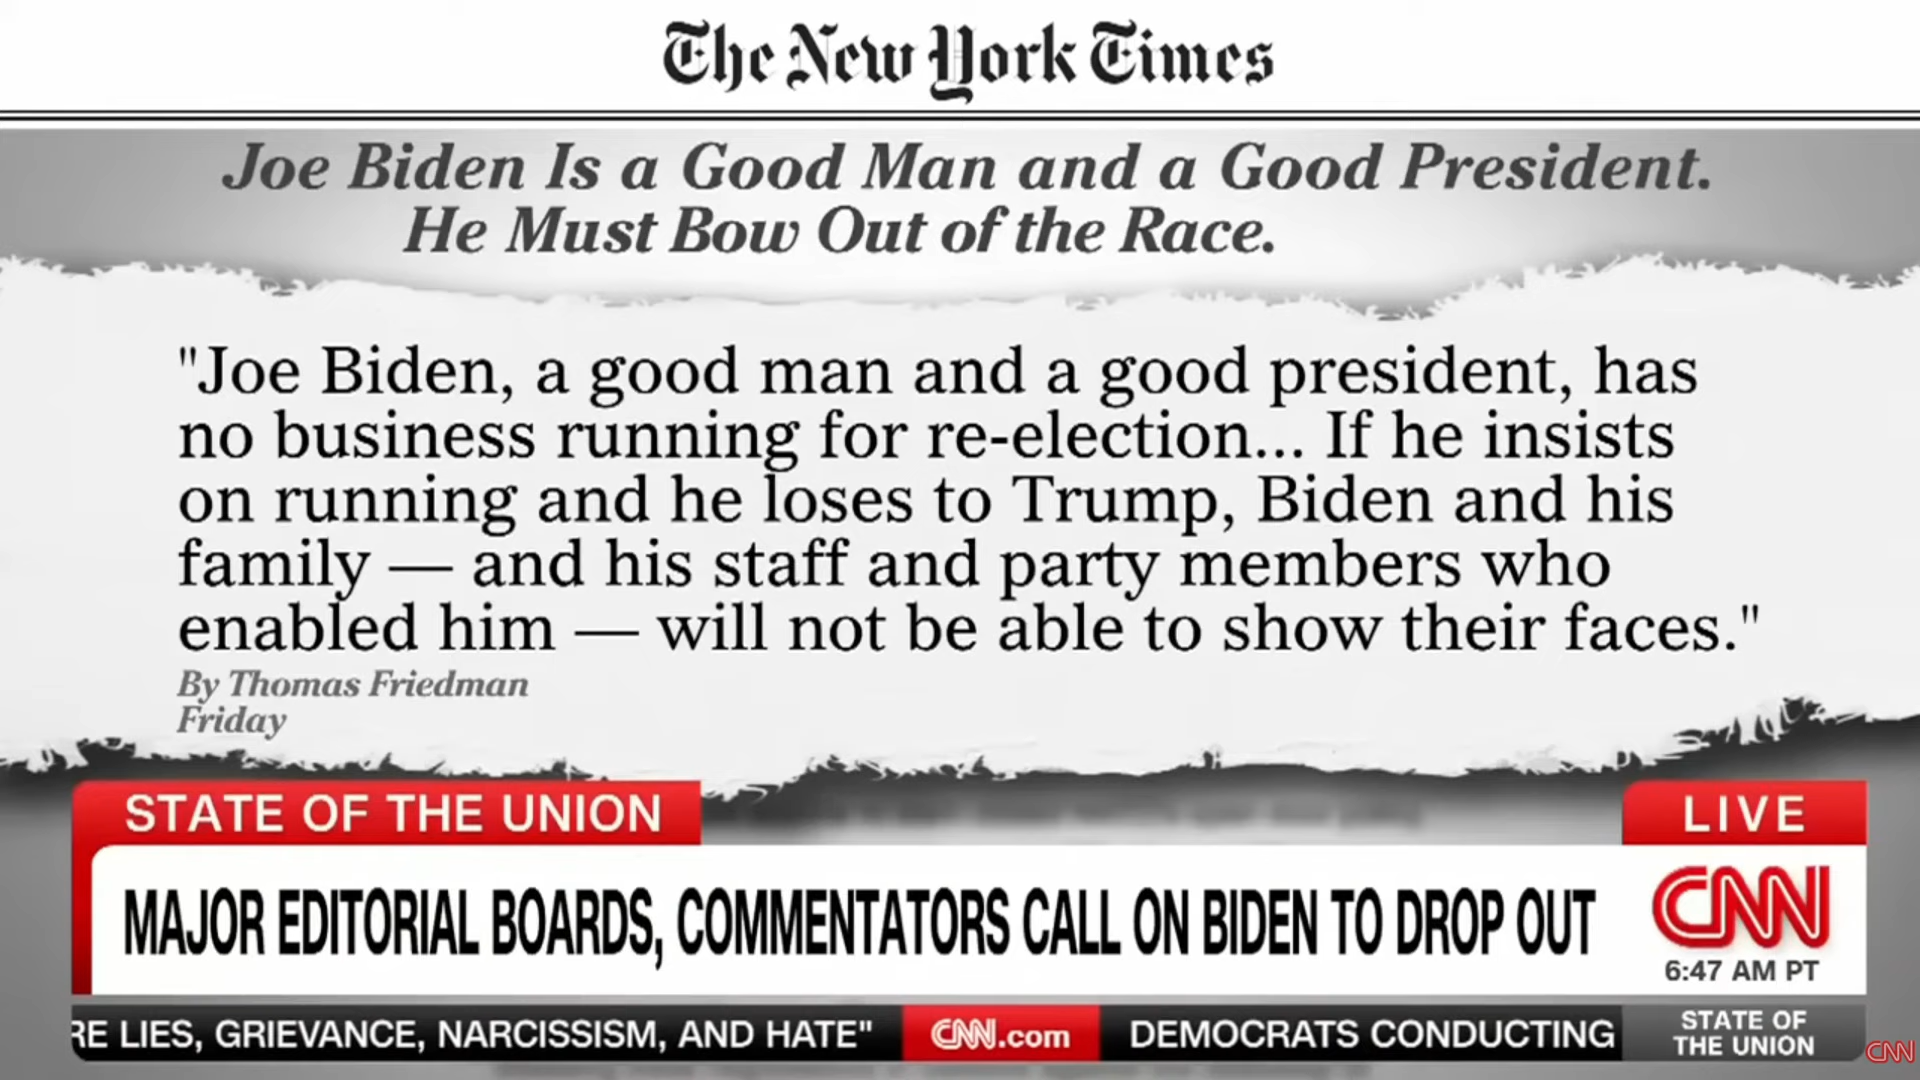 The New York Times
Joe Biden Is a Good Man and a Good President.
He Must Bow Out of the Race.
"Joe Biden, a good man and a good president, has
no business running for re-election... If he insists
on running and he loses to Trump, Biden and his
family — and his staff and party members who
enabled him — will not be able to show their faces."
By Thomas Friedman
Friday
STATE OF THE UNION
LIVE
MAJOR EDITORIAL BOARDS, COMMENTATORS CALL ON BIDEN TO DROP OUT
CNN
6:47 AM PT
RE LIES, GRIEVANCE, NARCISSISM, AND HATE"
CNN.com
DEMOCRATS CONDUCTING
STATE OF
THE UNION
CNN